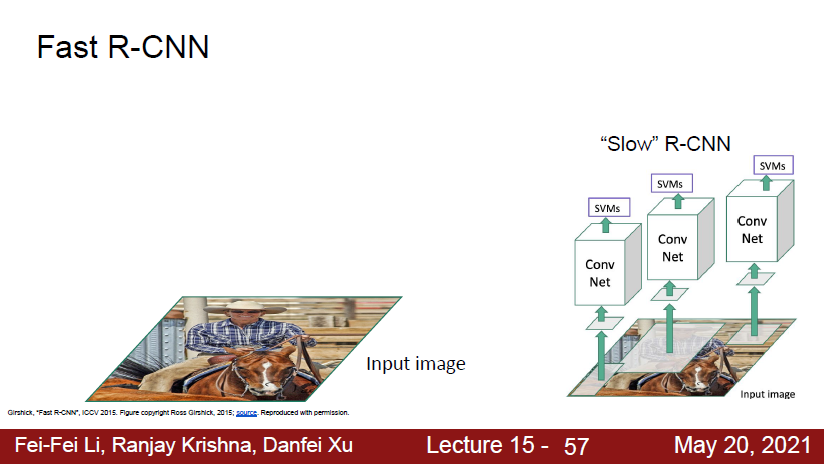 Fast R-CNN
“Slow” R-CNN
SVMs
SVMs
SVMs
Conv
Net
Conv
Net
Conv
Net
Input image
Input image
Girshick, “Fast R-CNN”, ICCV 2015. Figure copyright Ross Girshick, 2015; source. Reproduced with permission.
Fei-Fei Li, Ranjay Krishna, Danfei Xu
Lecture 15 - 57
May 20, 2021